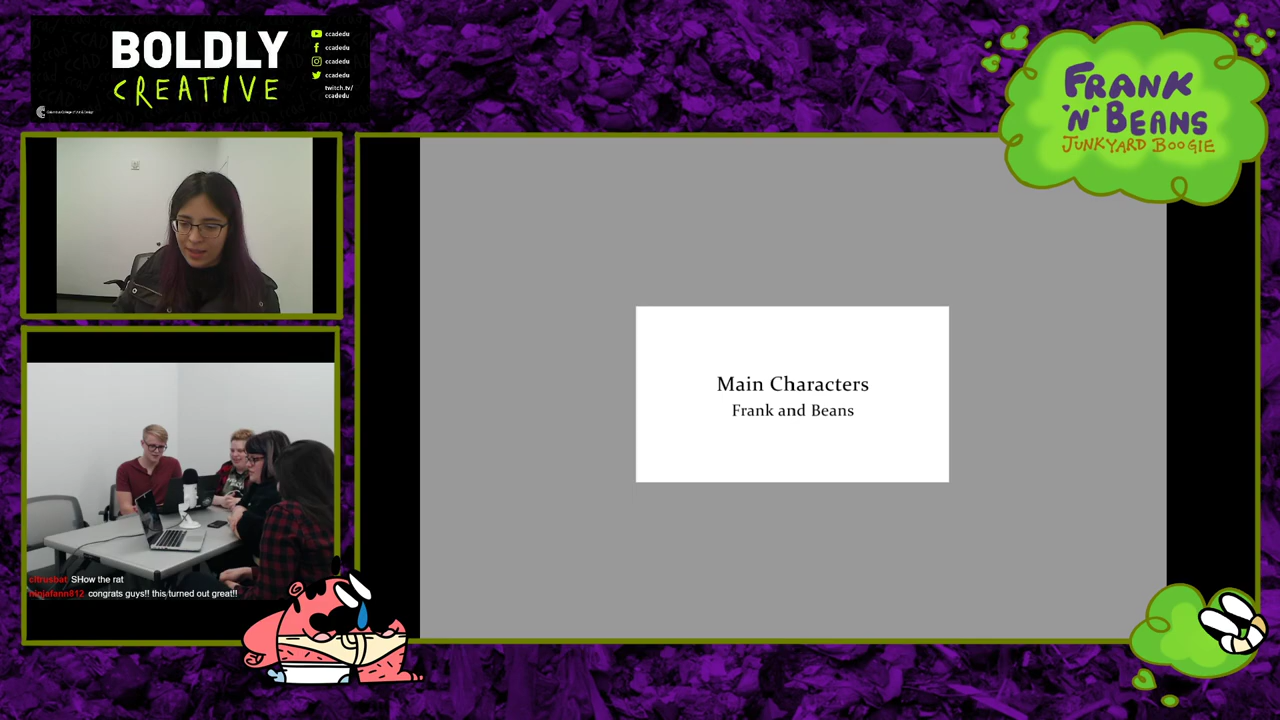 BOLDLY
CREATIVE
ccadedu
ccadedu
ccadedu
ccadedu
twitch.tv/
ccadedu
FRANK
'N' BEANS
JUNKYARD BOOGIE
Main Characters
Frank and Beans
citrusbat SHow the rat
congrats guys!! this turned out great!!